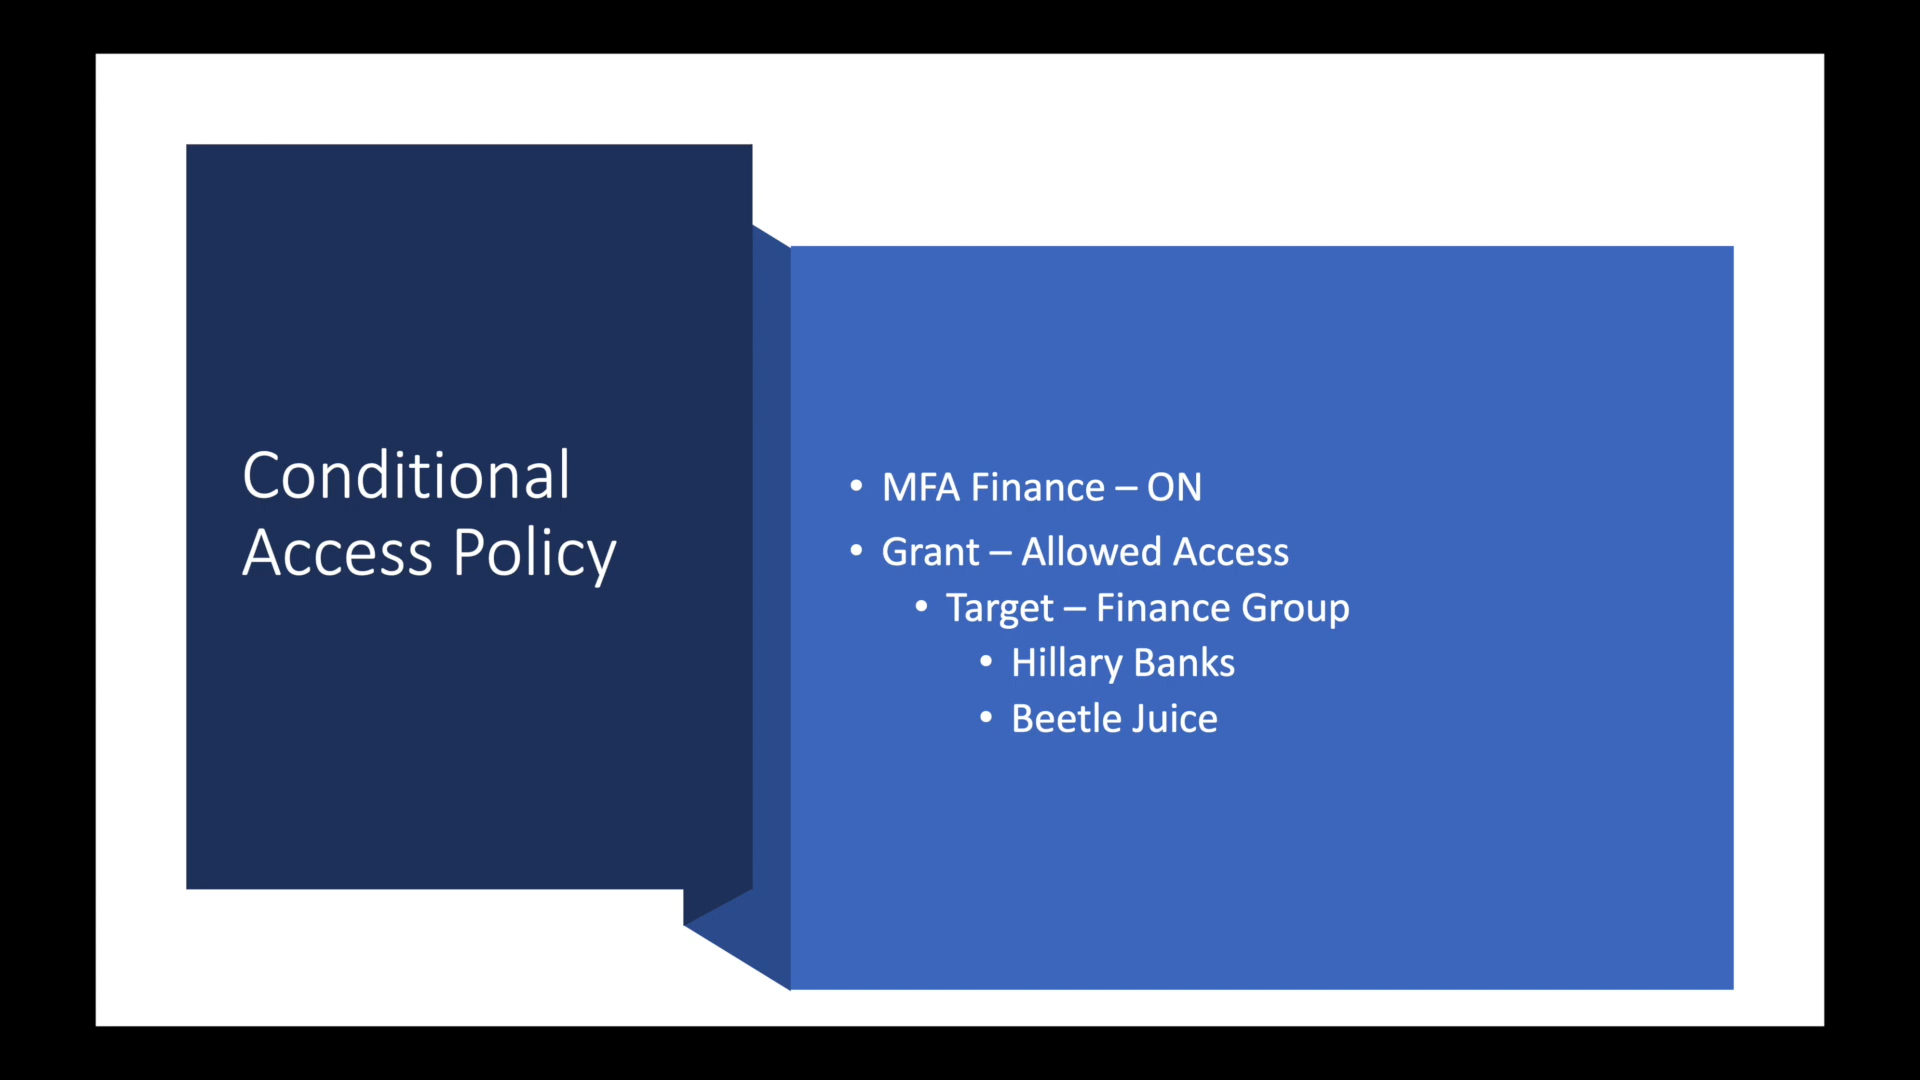 Conditional
Access Policy
• MFA Finance – ON
• Grant – Allowed Access
• Target – Finance Group
• Hillary Banks
• Beetle Juice